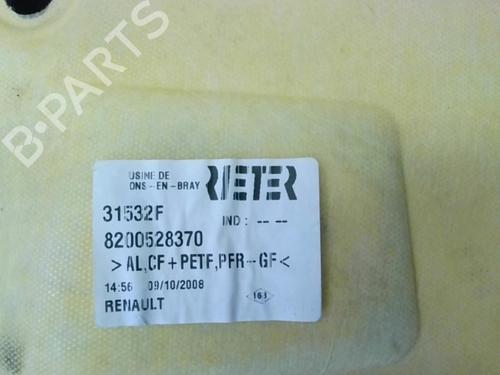 B-PARTS
USINE DE
ONS-EN-BRAY
RIETER
31532F
IND : -- --
8200528370
>AL,CF+PETF,PFR-GF<
14:56 09/10/2008
RENAULT